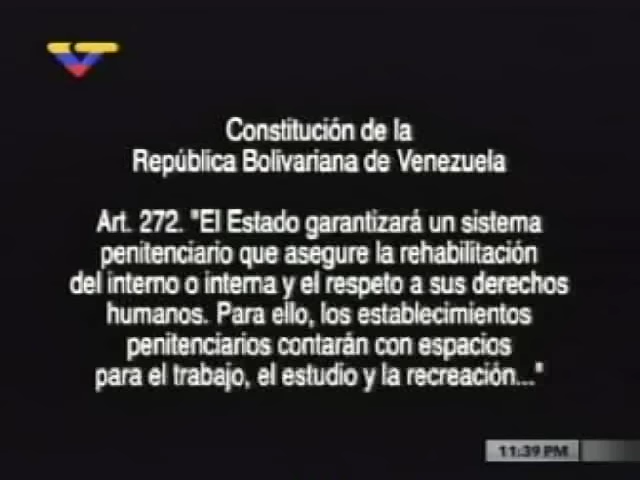 Constitución de la
República Bolivariana de Venezuela
Art. 272. "El Estado garantizará un sistema
penitenciario que asegure la rehabilitación
del interno o interna y el respeto a sus derechos
humanos. Para ello, los establecimientos
penitenciarios contarán con espacios
para el trabajo, el estudio y la recreación..."
11:39 PM